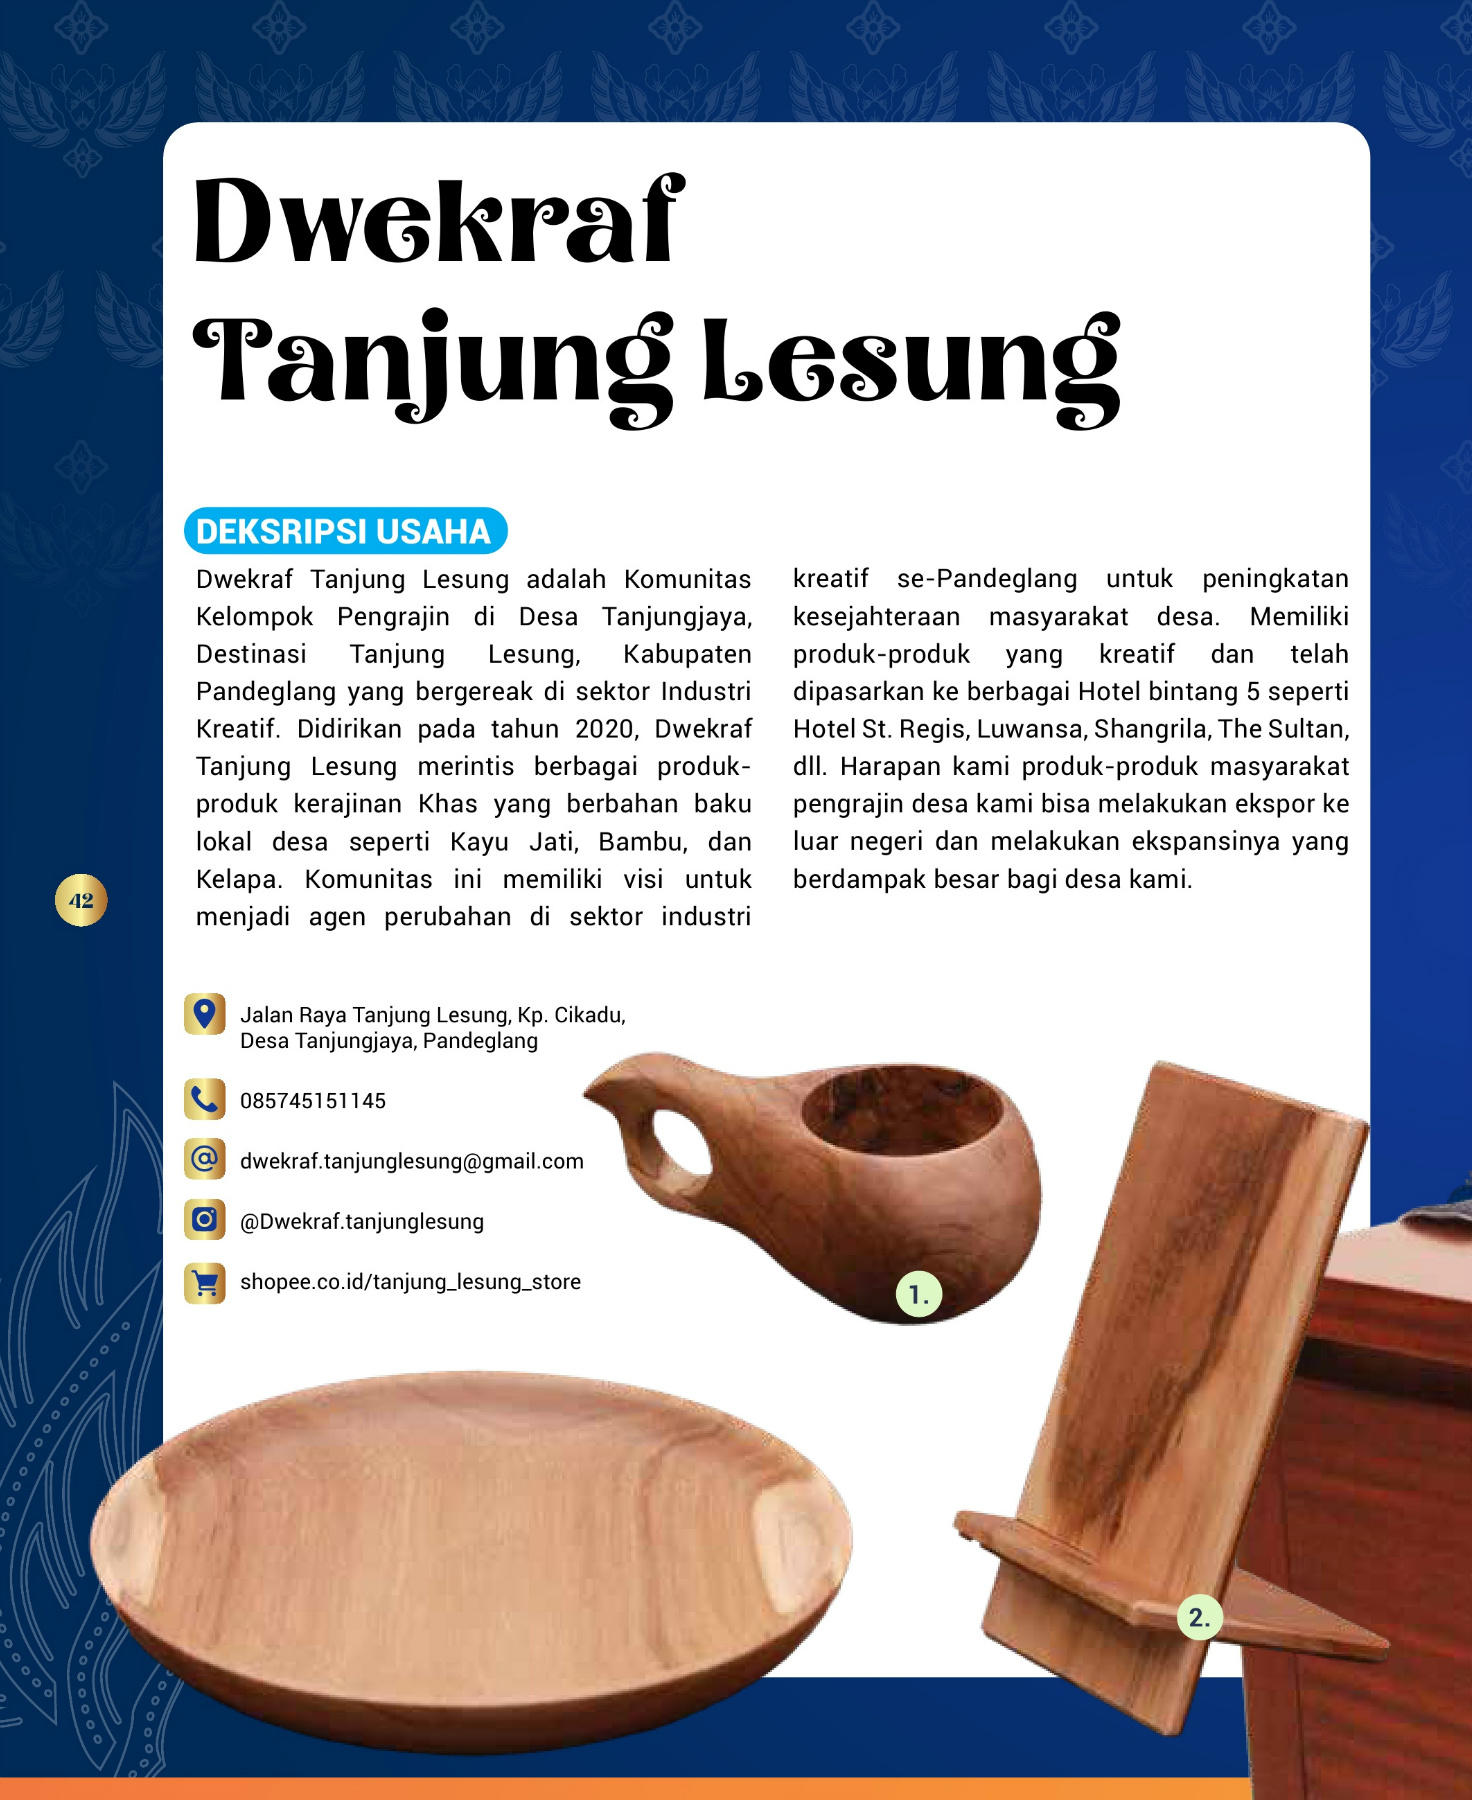 Dwekraf
Tanjung Lesung
DEKSRIPSI USAHA
Dwekraf Tanjung Lesung adalah Komunitas
Kelompok Pengrajin di Desa Tanjungjaya,
Destinasi Tanjung Lesung, Kabupaten
Pandeglang yang bergereak di sektor Industri
Kreatif. Didirikan pada tahun 2020, Dwekraf
Tanjung Lesung merintis berbagai produk-
produk kerajinan Khas yang berbahan baku
lokal desa seperti Kayu Jati, Bambu, dan
Kelapa. Komunitas ini memiliki visi untuk
menjadi agen perubahan di sektor industri
kreatif se-Pandeglang untuk peningkatan
kesejahteraan masyarakat desa. Memiliki
produk-produk yang kreatif dan telah
dipasarkan ke berbagai Hotel bintang 5 seperti
Hotel St. Regis, Luwansa, Shangrila, The Sultan,
dll. Harapan kami produk-produk masyarakat
pengrajin desa kami bisa melakukan ekspor ke
luar negeri dan melakukan ekspansinya yang
berdampak besar bagi desa kami.
42
Jalan Raya Tanjung Lesung, Kp. Cikadu,
Desa Tanjungjaya, Pandeglang
085745151145
dwekraf.tanjunglesung@gmail.com
@Dwekraf.tanjunglesung
shopee.co.id/tanjung_lesung_store
1.
2.